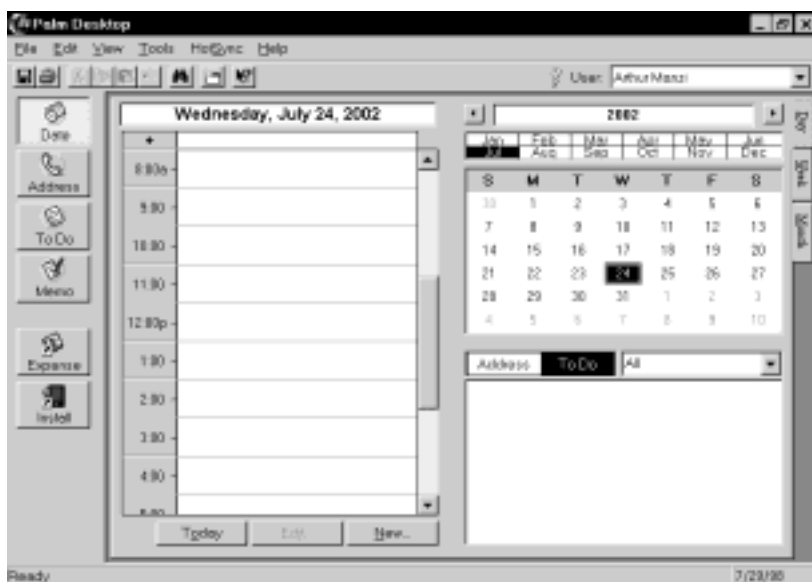 Palm Desktop
File Edit View Tools HotSync Help
User: Arthur Manzi
Date
Address
To Do
Memo
Expense
Install
Wednesday, July 24, 2002
+
8:00a
9:00
10:00
11:00
12:00p
1:00
2:00
3:00
4:00
5:00
Today Edit New...
2002
Jan Feb Mar Apr May Jun
Jul Aug Sep Oct Nov Dec
S M T W T F S
30 1 2 3 4 5 6
7 8 9 10 11 12 13
14 15 16 17 18 19 20
21 22 23 24 25 26 27
28 29 30 31 1 2 3
4 5 6 7 8 9 10
Address To Do All
Day
Week
Month
Ready 7/29/98